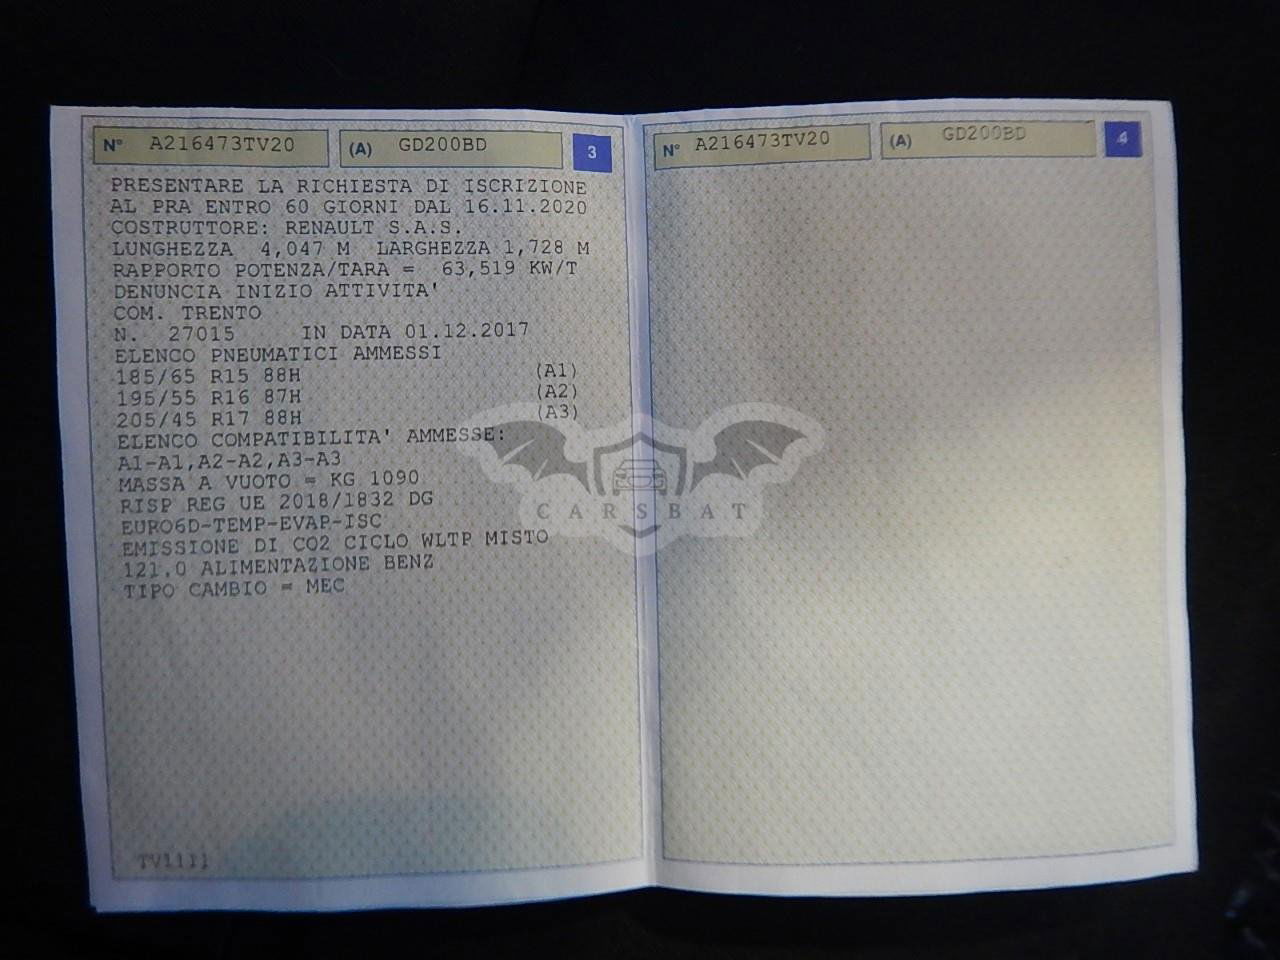 N° A216473TV20 (A) GD200BD 3
PRESENTARE LA RICHIESTA DI ISCRIZIONE
AL PRA ENTRO 60 GIORNI DAL 16.11.2020
COSTRUTTORE: RENAULT S.A.S.
LUNGHEZZA 4,047 M LARGHEZZA 1,728 M
RAPPORTO POTENZA/TARA = 63,519 KW/T
DENUNCIA INIZIO ATTIVITA'
COM. TRENTO
N. 27015 IN DATA 01.12.2017
ELENCO PNEUMATICI AMMESSI
185/65 R15 88H (A1)
195/55 R16 87H (A2)
205/45 R17 88H (A3)
ELENCO COMPATIBILITA' AMMESSE:
A1-A1,A2-A2,A3-A3
MASSA A VUOTO = KG 1090
RISP REG UE 2018/1832 DG
EURO6D-TEMP-EVAP-ISC
EMISSIONE DI CO2 CICLO WLTP MISTO
121,0 ALIMENTAZIONE BENZ
TIPO CAMBIO = MEC
TV1111
N° A216473TV20 (A) GD200BD 4
CARSBAT